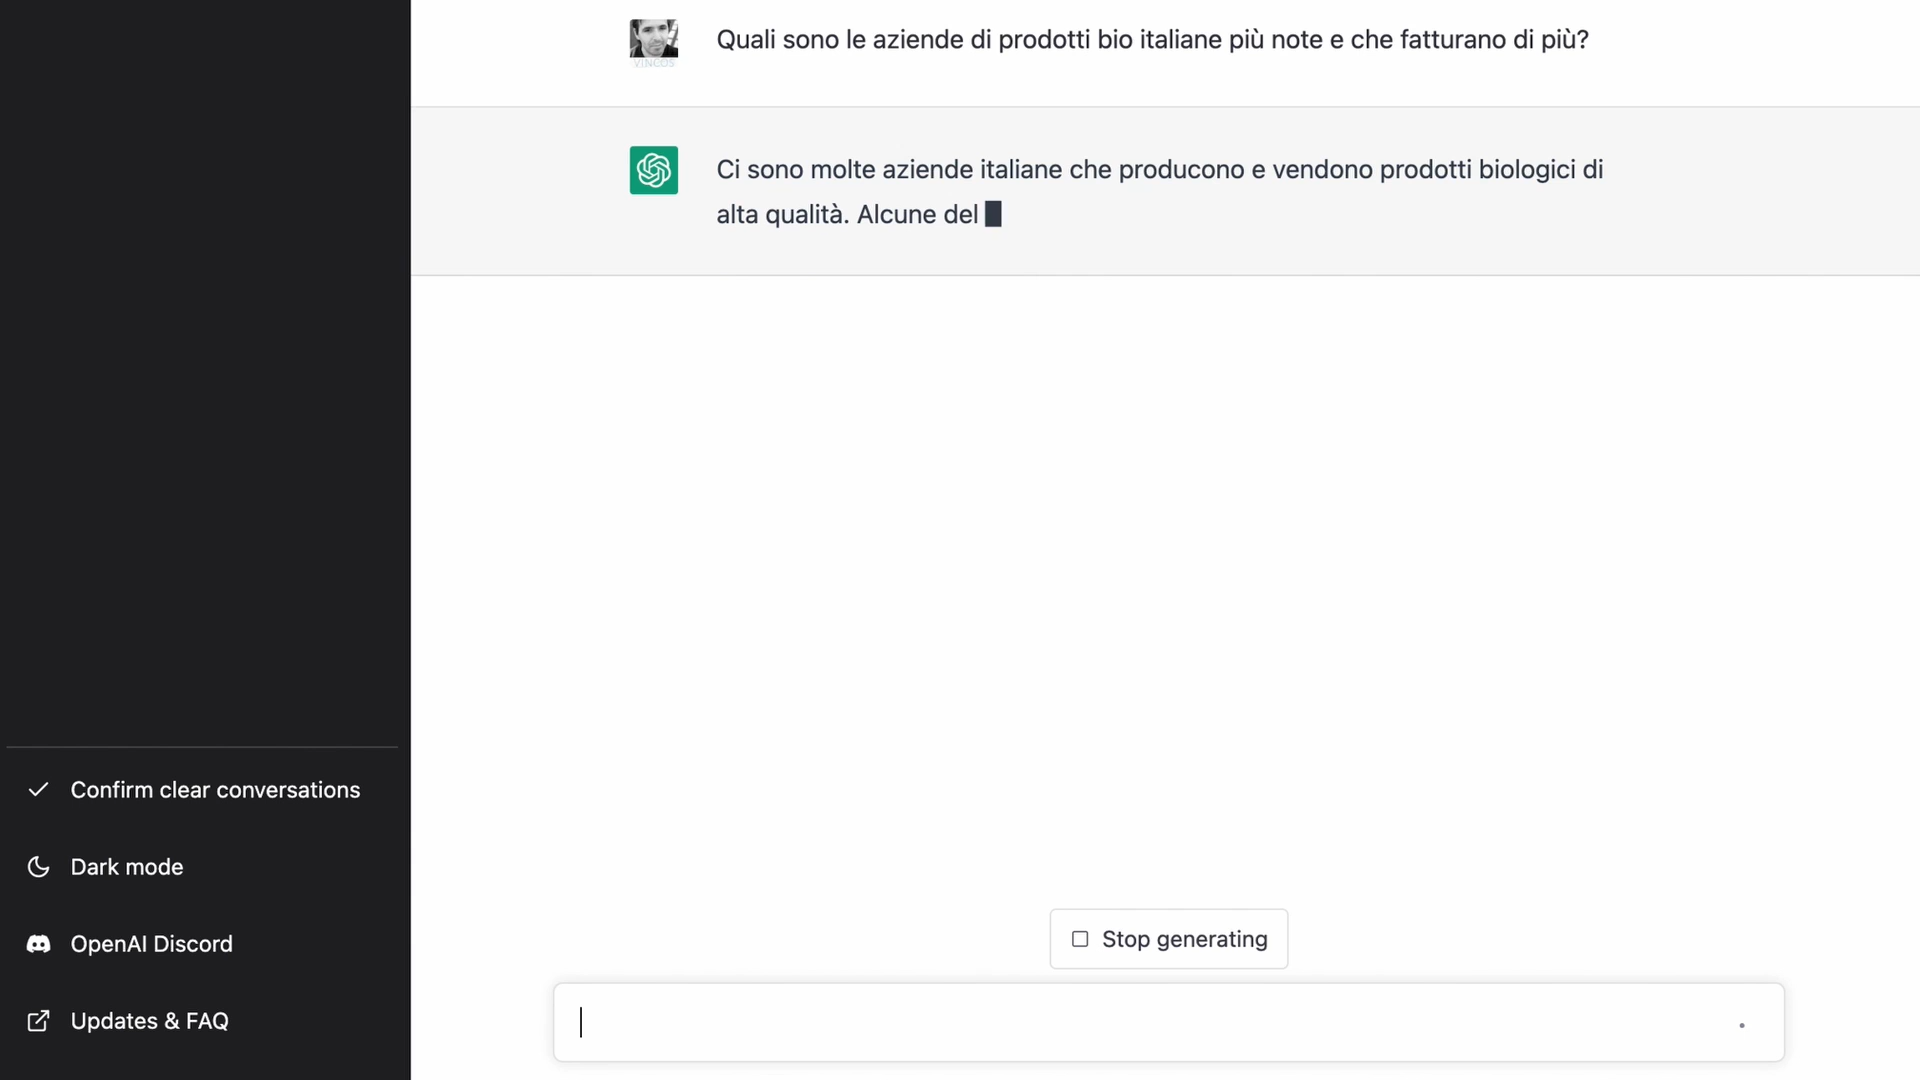 Quali sono le aziende di prodotti bio italiane più note e che fatturano di più?
VINCOS
Ci sono molte aziende italiane che producono e vendono prodotti biologici di
alta qualità. Alcune del
Confirm clear conversations
Dark mode
OpenAI Discord
Updates & FAQ
Stop generating